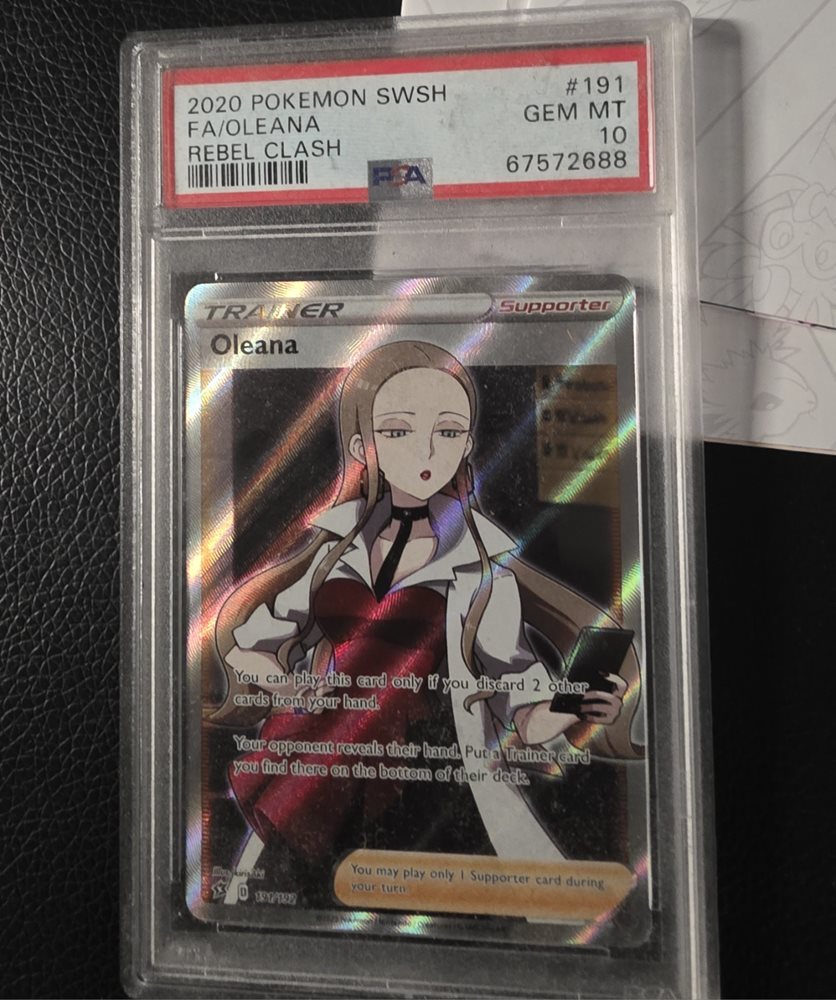 2020 POKEMON SWSH #191
FA/OLEANA GEM MT
REBEL CLASH 10
PSA 67572688
TRAINER Supporter
Oleana
You can play this card only if you discard 2 other
cards from your hand.
Your opponent reveals their hand. Put a Trainer card
you find there on the bottom of their deck.
You may play only 1 Supporter card during
your turn
Illus.
D 191/192